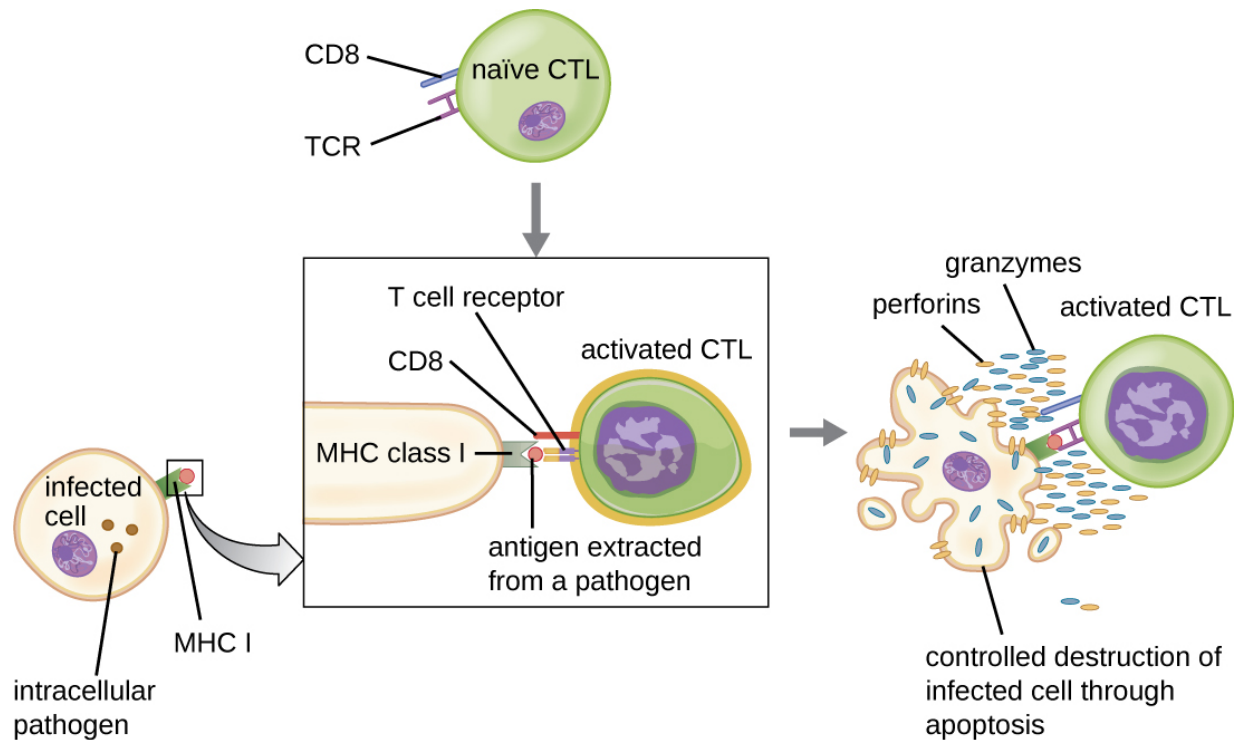 CD8
naïve CTL
TCR
T cell receptor
CD8
activated CTL
MHC class I
antigen extracted
from a pathogen
infected
cell
MHC I
intracellular
pathogen
granzymes
perforins
activated CTL
controlled destruction of
infected cell through
apoptosis